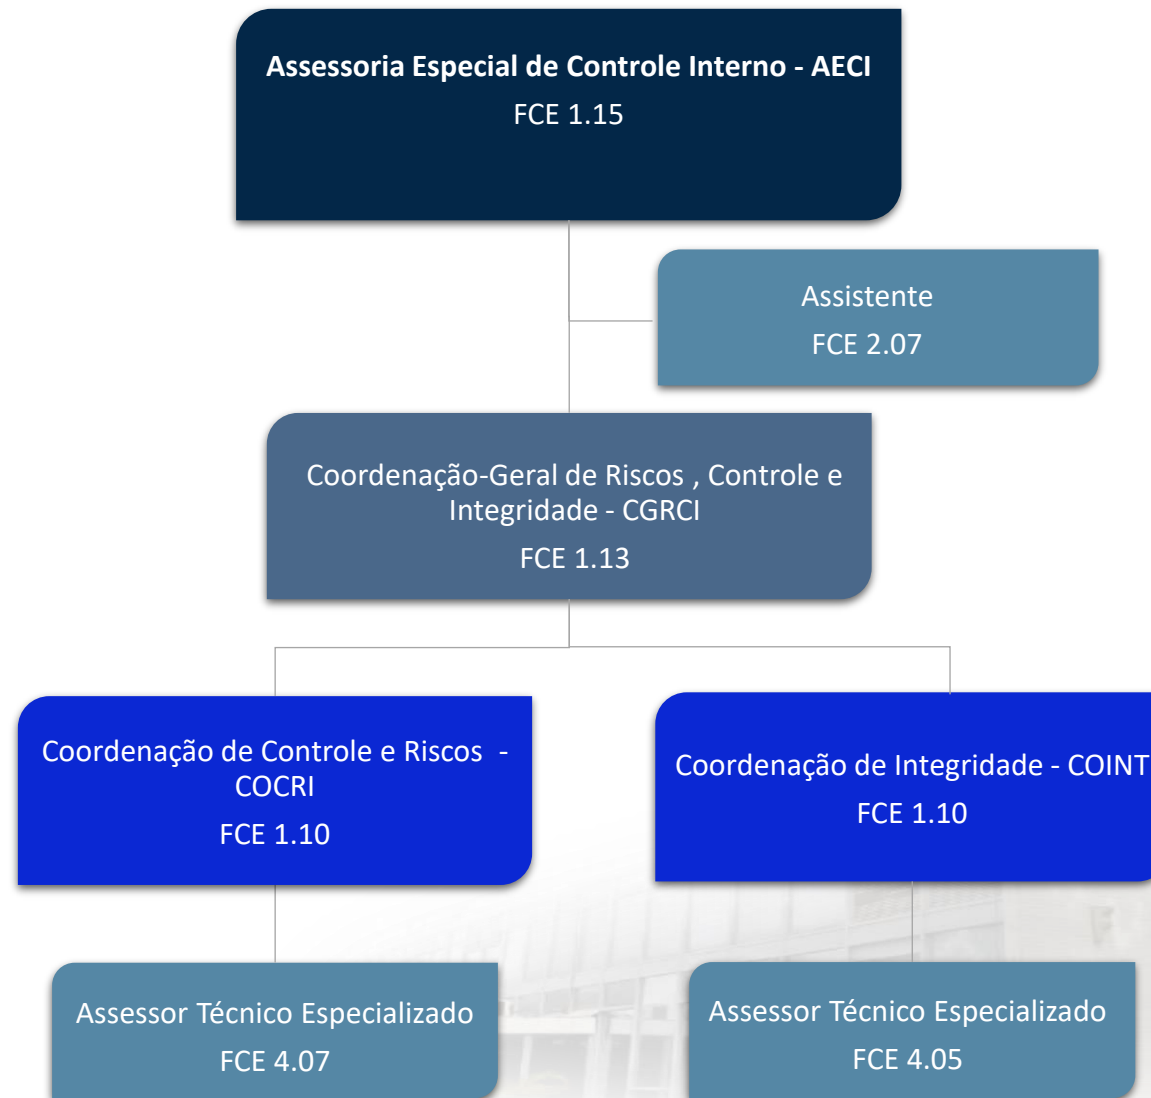 Assessoria Especial de Controle Interno - AECI
FCE 1.15
Assistente
FCE 2.07
Coordenação-Geral de Riscos , Controle e
Integridade - CGRCI
FCE 1.13
Coordenação de Controle e Riscos  -
COCRI
FCE 1.10
Coordenação de Integridade - COINT
FCE 1.10
Assessor Técnico Especializado
FCE 4.07
Assessor Técnico Especializado
FCE 4.05